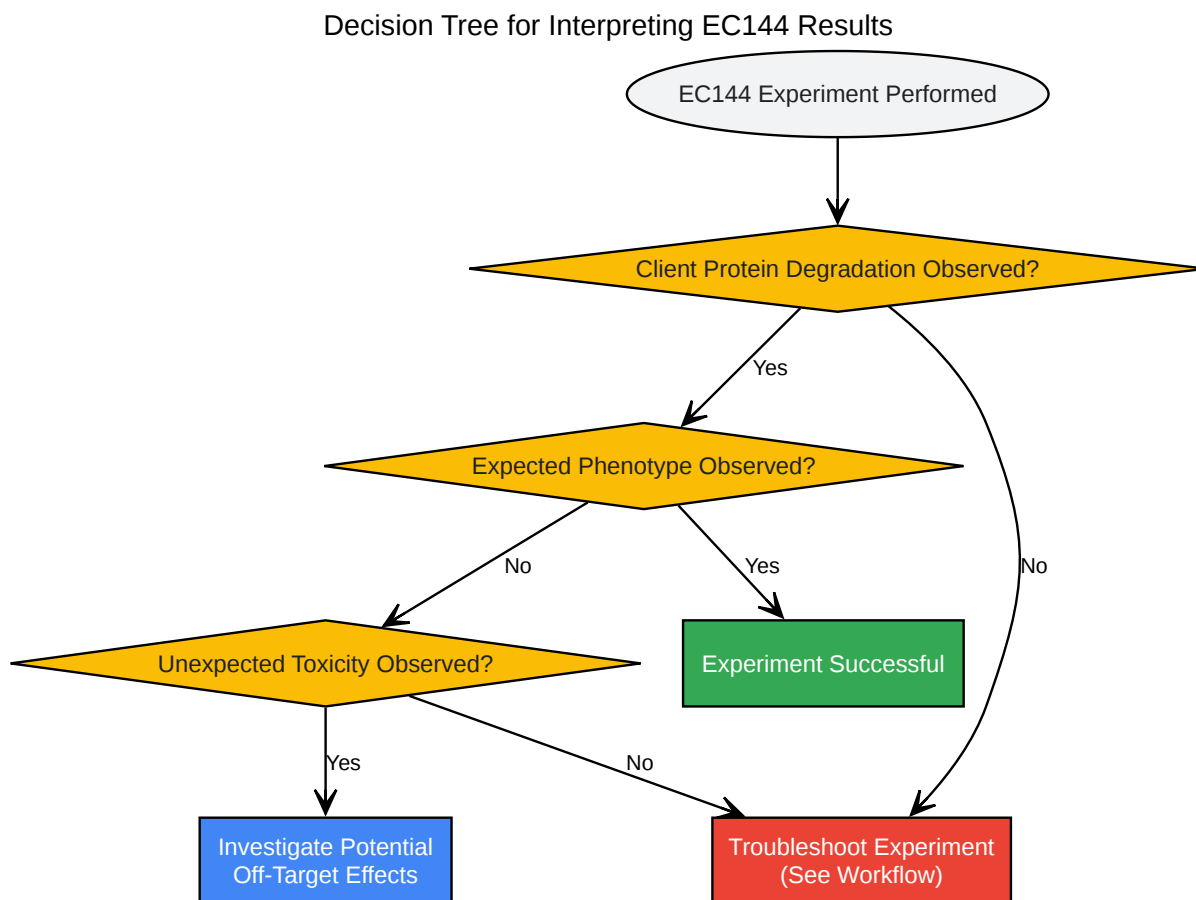 Decision Tree for Interpreting EC144 Results
EC144 Experiment Performed
Client Protein Degradation Observed?
Yes
Expected Phenotype Observed?
No
Yes
No
Unexpected Toxicity Observed?
Experiment Successful
Yes
No
Investigate Potential
Off-Target Effects
Troubleshoot Experiment
(See Workflow)